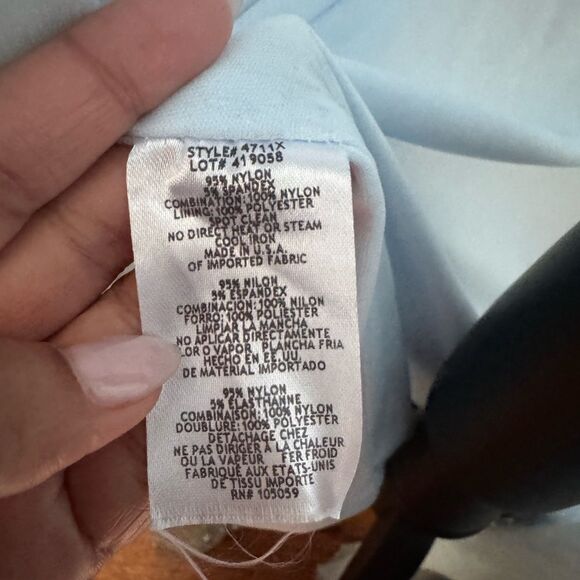 STYLE# 4711X
LOT# 419058
95% NYLON
5% ESPANDEX
COMBINATION: 100% NYLON
LINING: 100% POLYESTER
SPOT CLEAN
NO DIRECT HEAT OR STEAM
COOL IRON
MADE IN U.S.A.
OF IMPORTED FABRIC
95% NILON
5% ESPANDEX
COMBINACION: 100% NILON
FORRO: 100% POLIESTER
LIMPIAR LA MANCHA
NO APLICAR DIRECTAMENTE
LOR O VAPOR. PLANCHA FRIA
HECHO EN EE.UU.
DE MATERIAL IMPORTADO
95% NYLON
5% ELASTHANNE
COMBINAISON: 100% NYLON
DOUBLURE: 100% POLYESTER
DETACHAGE CHEZ
NE PAS DIRIGER À LA CHALEUR
OU LA VAPEUR FER FROID
FABRIQUÉ AUX ETATS-UNIS
DE TISSU IMPORTE
RN# 105059